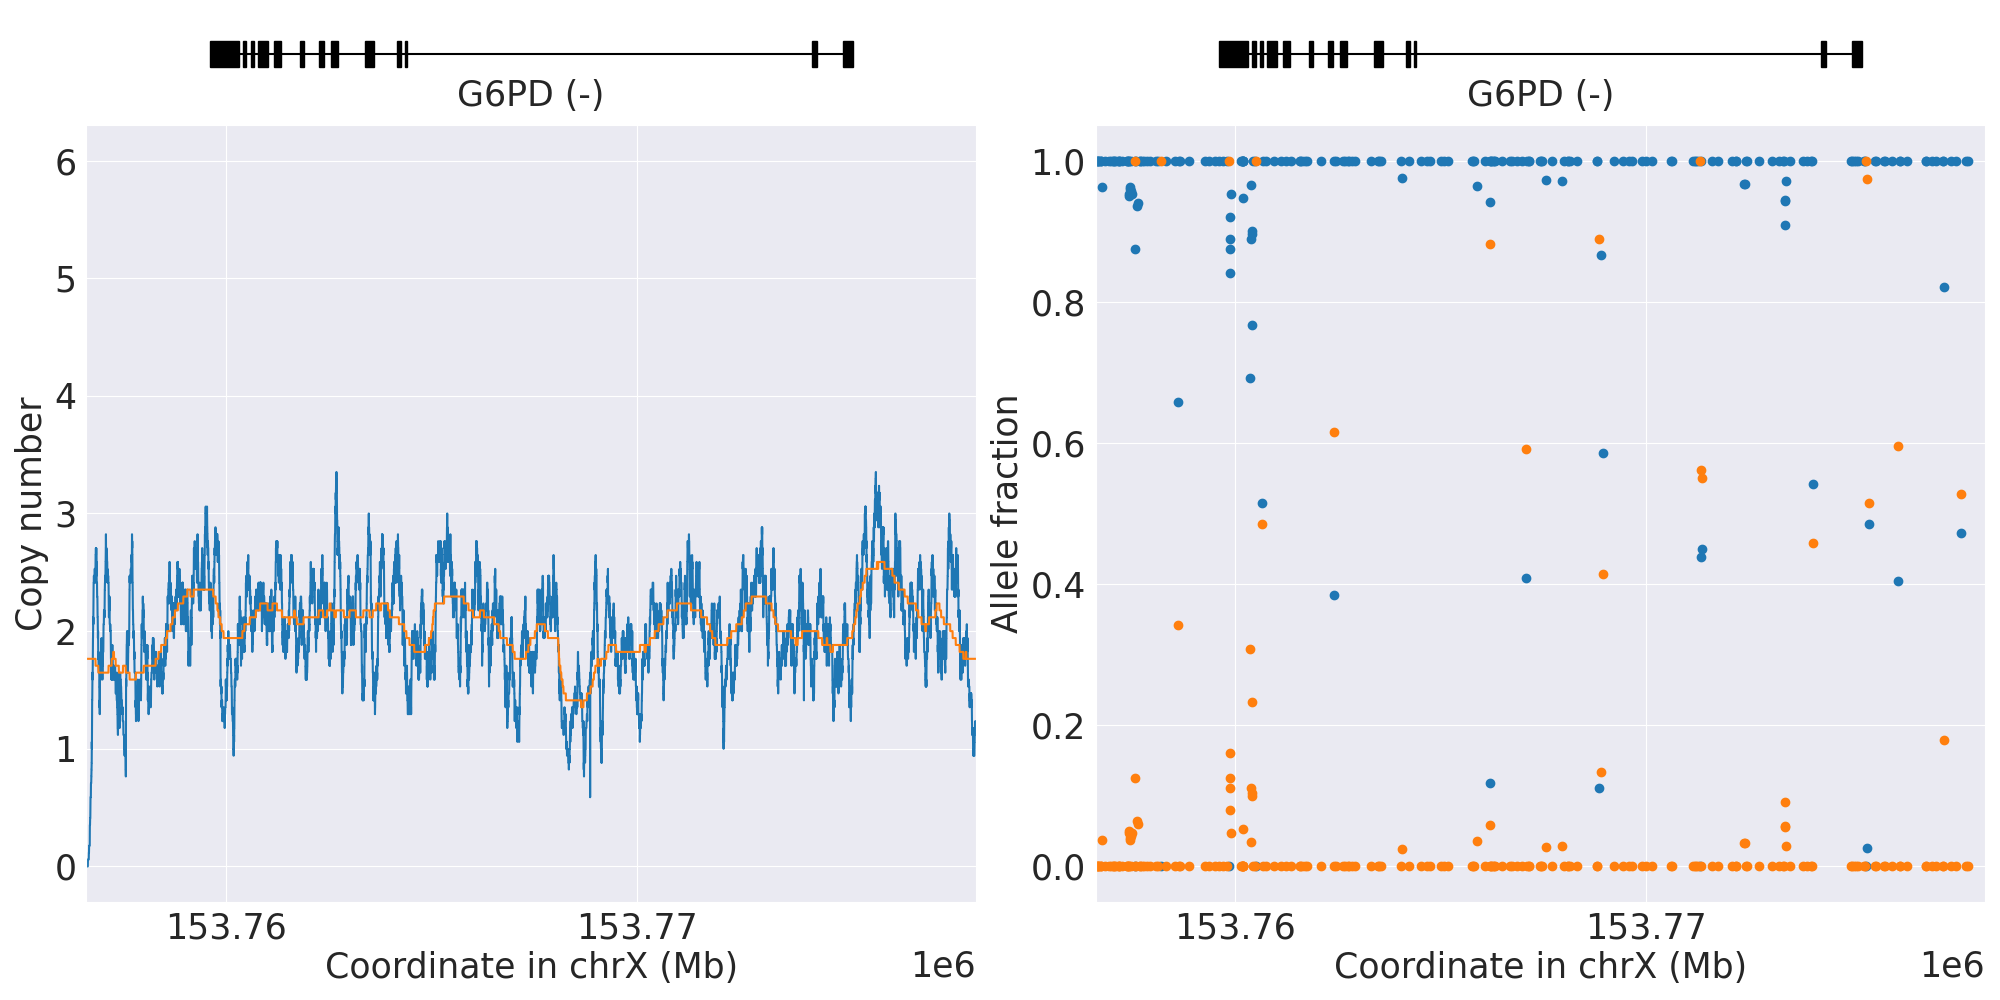 G6PD (-)
6
5
4
3
2
1
0
Copy number
153.76
153.77
Coordinate in chrX (Mb)
1e6
G6PD (-)
1.0
0.8
0.6
0.4
0.2
0.0
Allele fraction
153.76
153.77
Coordinate in chrX (Mb)
1e6